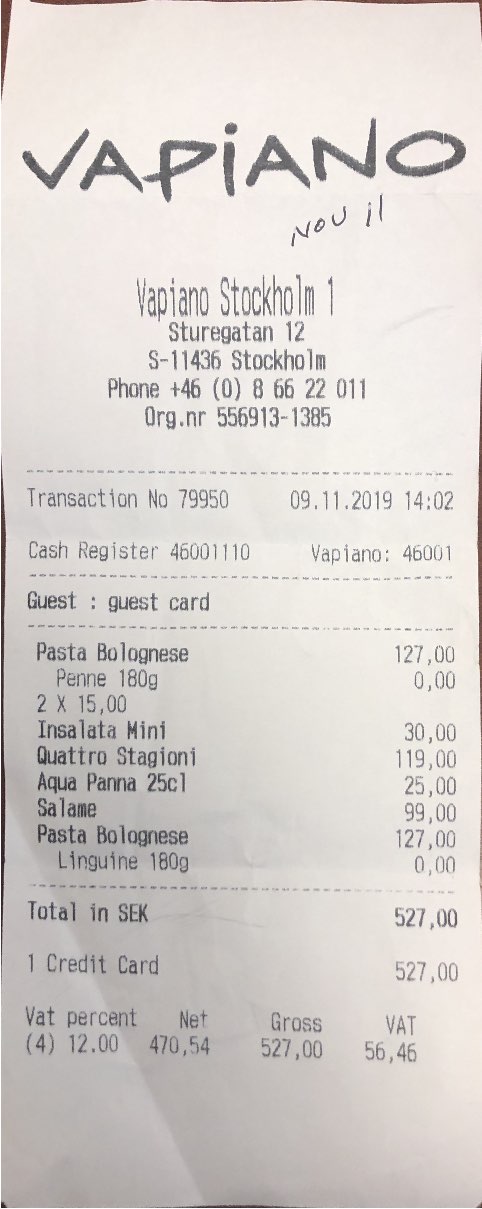 VAPiANO
NOV 11
Vapiano Stockholm 1
Sturegatan 12
S-11436 Stockholm
Phone +46 (0) 8 66 22 011
Org.nr 556913-1385
Transaction No 79950 09.11.2019 14:02
Cash Register 46001110 Vapiano: 46001
Guest : guest card
Pasta Bolognese 127,00
Penne 180g 0,00
2 X 15,00
Insalata Mini 30,00
Quattro Stagioni 119,00
Aqua Panna 25cl 25,00
Salame 99,00
Pasta Bolognese 127,00
Linguine 180g 0,00
Total in SEK 527,00
1 Credit Card 527,00
Vat percent Net Gross VAT
(4) 12.00 470,54 527,00 56,46